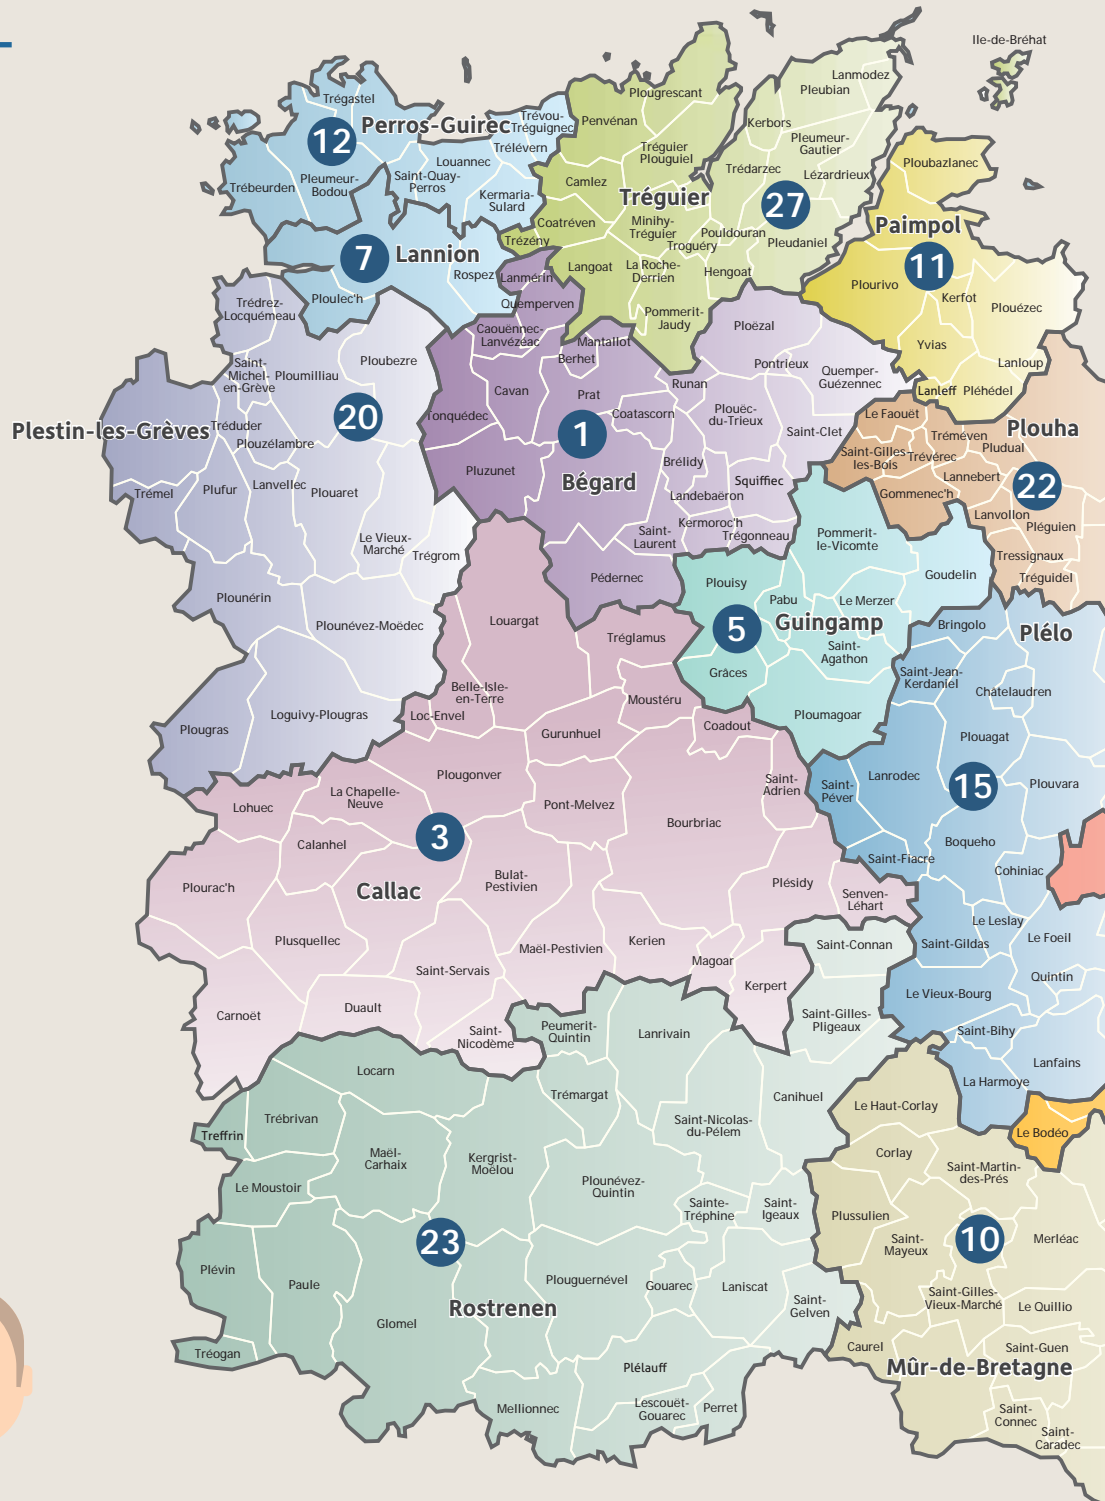 Ile-de-Bréhat
Lanmodez
Pleubian
Plougrescant
Trégastel
Trévou-
Tréguignec
Penvénan
Kerbors
Perros-Guirec
12
Trélévern
Pleumeur-
Gautier
Tréguier
Plouguiel
Louannec
Ploubazlanec
Trédarzec
Lézardrieux
Saint-Quay-
Perros
Pleumeur-
Bodou
Trébeurden
Camlez
Kermaria-
Sulard
Tréguier
27
Coatréven
Minihy-
Tréguier
Paimpol
Trézény
Troguéry
Pouldouran
Pleudaniel
7
Lannion
11
Rospez
Lanmérin
Langoat
La Roche-
Derrien
Hengoat
Plourivo
Kerfot
Plouézec
Ploulec'h
Trédrez-
Locquémeau
Quemperven
Pommerit-
Jaudy
Ploëzal
Caouënnec-
Lanvézéac
Mantallot
Berhet
Yvias
Ploubezre
Pontrieux
Lanloup
Saint-
Michel-
en-Grève
Ploumilliau
Quemper-
Guézennec
Cavan
Prat
Runan
Lanleff
Pléhédel
Plestin-les-Grèves
Tréduder
20
Tonquédec
1
Coatascorn
Plouëc-
du-Trieux
Le Faouët
Plouha
Plouzélambre
Saint-Clet
Tréméven
Pludual
Saint-Gilles
les-Bois
Trévérec
Pluzunet
Bégard
Brélidy
Squiffiec
Lannebert
22
Trémel
Plufur
Lanvellec
Plouaret
Landebaëron
Gommenec'h
Lanvollon
Pléguien
Kermoroc'h
Trégonneau
Saint-
Laurent
Pommerit-
le-Vicomte
Le Vieux-
Marché
Trégrom
Tressignaux
Pédernec
Plouisy
Goudelin
Tréguidel
Plounérin
Pabu
Le Merzer
Plounévez-Moëdec
Louargat
Tréglamus
5
Guingamp
Bringolo
Plélo
Saint-
Agathon
Grâces
Saint-Jean-
Kerdaniel
Châtelaudren
Belle-Isle-
en-Terre
Moustéru
Loguivy-Plougras
Loc-Envel
Ploumagoar
Plougras
Gurunhuel
Coadout
Plouagat
Plougonver
Saint-
Adrien
Saint-
Péver
Lanrodec
15
Plouvara
La Chapelle-
Neuve
Lohuec
Pont-Melvez
Bourbriac
3
Calanhel
Boqueho
Saint-Fiacre
Cohiniac
Plourac'h
Callac
Bulat-
Pestivien
Plésidy
Senven-
Léhart
Le Leslay
Plusquellec
Maël-Pestivien
Kerien
Saint-Connan
Saint-Gildas
Le Foeil
Saint-Servais
Magoar
Kerpert
Quintin
Le Vieux-Bourg
Carnoët
Duault
Saint-Gilles-
Pligeaux
Saint-
Nicodème
Peumerit-
Quintin
Lanrivain
Saint-Bihy
Lanfains
Locarn
La Harmoye
Trémargat
Canihuel
Le Haut-Corlay
Trébrivan
Saint-Nicolas-
du-Pélem
Treffrin
Le Bodéo
Maël-
Carhaix
Kergrist-
Moëlou
Corlay
Saint-Martin-
des-Prés
Le Moustoir
Plounévez-
Quintin
Sainte-
Tréphine
Saint-
Igeaux
Plussulien
23
10
Merléac
Saint-
Mayeux
Plévin
Paule
Plouguernével
Gouarec
Laniscat
Rostrenen
Saint-
Gelven
Saint-Gilles-
Vieux-Marché
Le Quillio
Glomel
Caurel
Saint-Guen
Tréogan
Plélauff
Mûr-de-Bretagne
Mellionnec
Lescouët-
Gouarec
Perret
Saint-
Connec
Saint-
Caradec